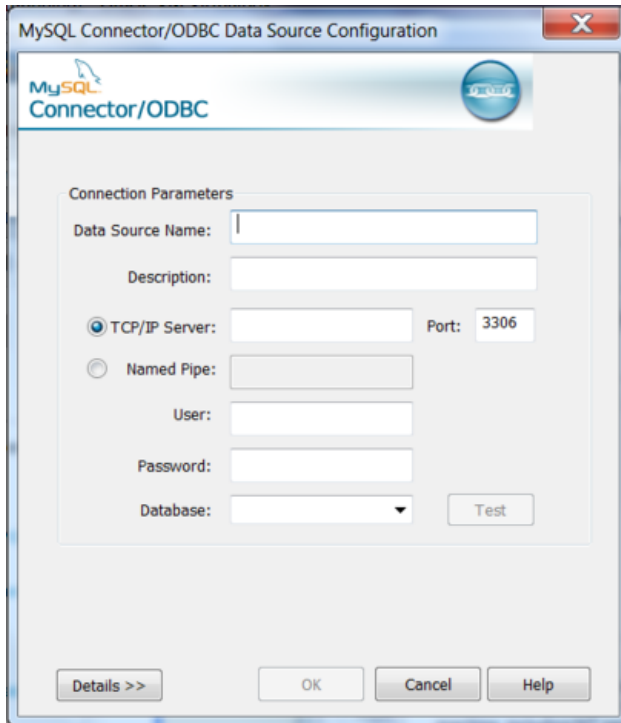 MySQL Connector/ODBC Data Source Configuration
MySQL
Connector/ODBC
Connection Parameters
Data Source Name:
Description:
TCP/IP Server: Port: 3306
Named Pipe:
User:
Password:
Database: Test
Details >> OK Cancel Help